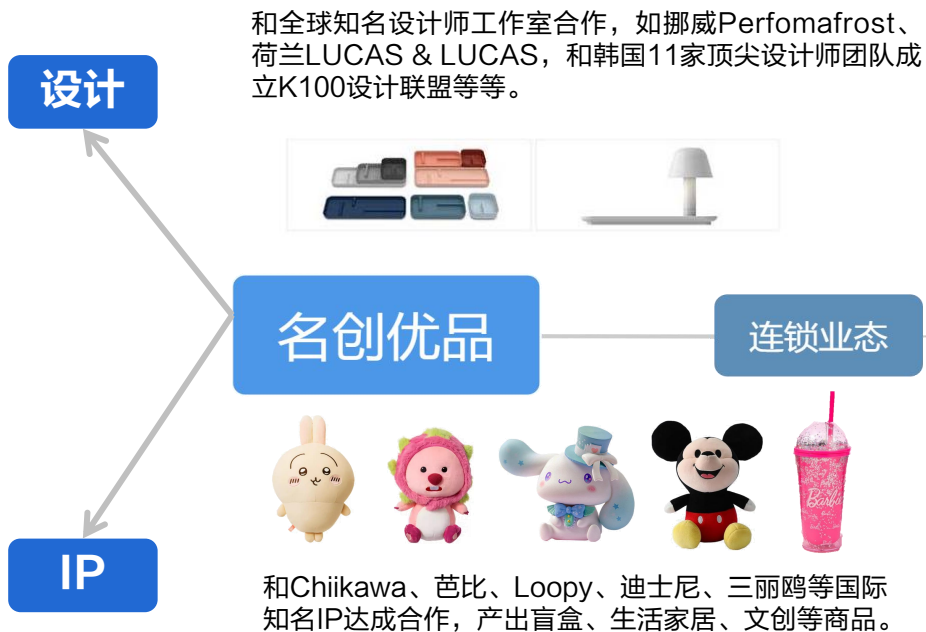 和全球知名设计师工作室合作，如挪威Perfomafrost、
荷兰LUCAS & LUCAS，和韩国11家顶尖设计师团队成
立K100设计联盟等等。
设计
名创优品
连锁业态
Barbie
IP
和Chiikawa、芭比、Loopy、迪士尼、三丽鸥等国际
知名IP达成合作，产出盲盒、生活家居、文创等商品。